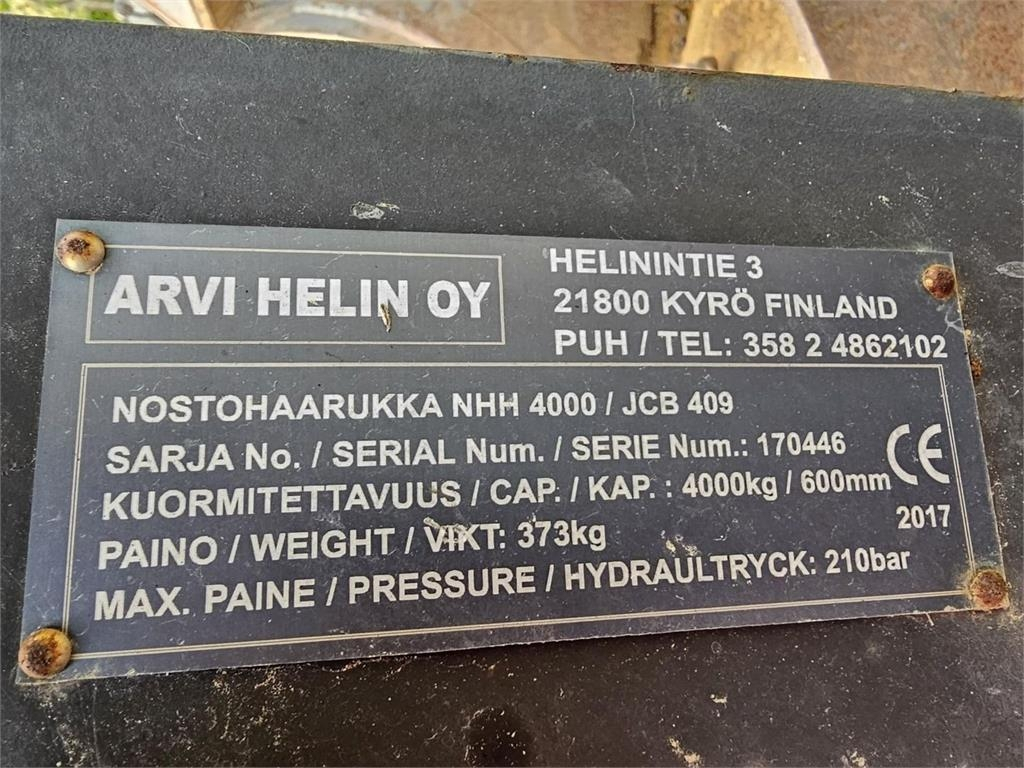 ARVI HELIN OY
HELININTIE 3
21800 KYRÖ FINLAND
PUH / TEL: 358 2 4862102
NOSTOHAARUKKA NHH 4000 / JCB 409
SARJA No. / SERIAL Num. / SERIE Num.: 170446
KUORMITETTAVUUS / CAP. / KAP. : 4000kg / 600mm
PAINO / WEIGHT / VIKT: 373kg
MAX. PAINE / PRESSURE / HYDRAULTRYCK: 210bar
CE
2017